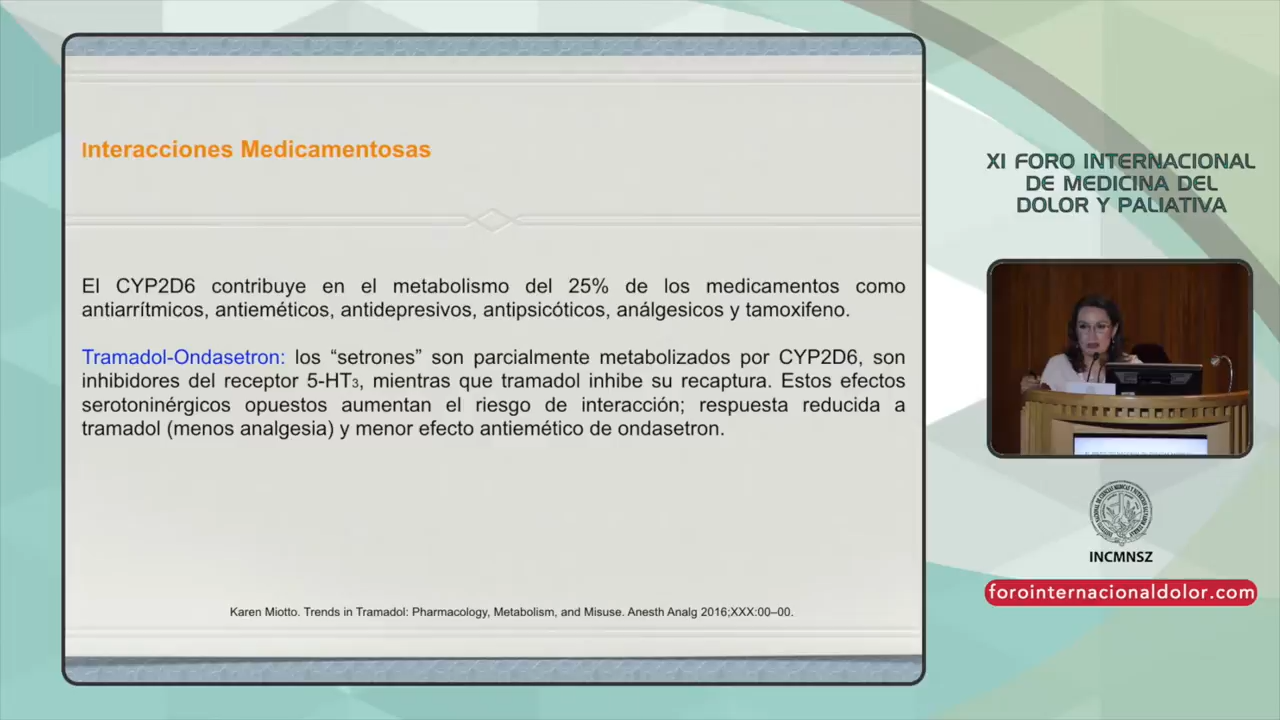 Interacciones Medicamentosas
El CYP2D6 contribuye en el metabolismo del 25% de los medicamentos como
antiarrítmicos, antieméticos, antidepresivos, antipsicóticos, análgesicos y tamoxifeno.
Tramadol-Ondasetron: los “setrones” son parcialmente metabolizados por CYP2D6, son
inhibidores del receptor 5-HT3, mientras que tramadol inhibe su recaptura. Estos efectos
serotoninérgicos opuestos aumentan el riesgo de interacción; respuesta reducida a
tramadol (menos analgesia) y menor efecto antiemético de ondasetron.
Karen Miotto. Trends in Tramadol: Pharmacology, Metabolism, and Misuse. Anesth Analg 2016;XXX:00–00.
XI FORO INTERNACIONAL
DE MEDICINA DEL
DOLOR Y PALIATIVA
INCMNSZ
forointernacionaldolor.com